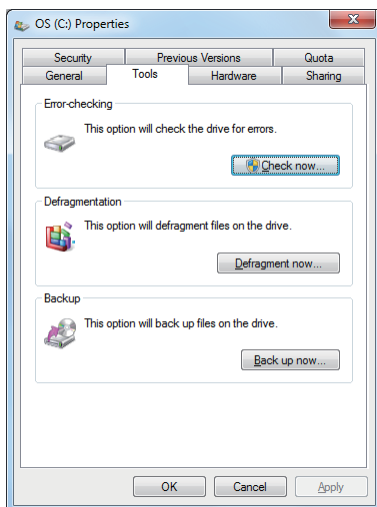 OS (C:) Properties
Security Previous Versions Quota
General Tools Hardware Sharing
Error-checking
This option will check the drive for errors.
Check now...
Defragmentation
This option will defragment files on the drive.
Defragment now...
Backup
This option will back up files on the drive.
Back up now...
OK Cancel Apply